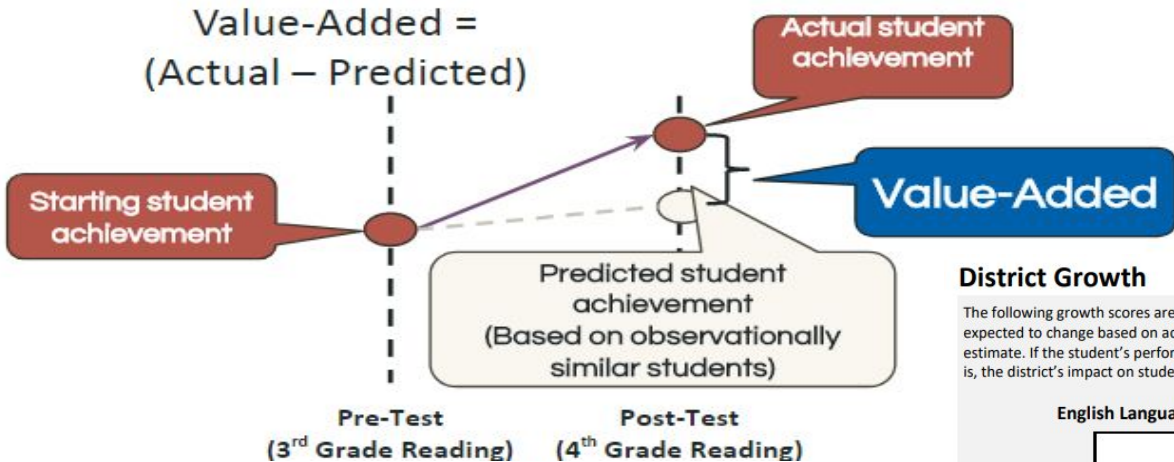 Value-Added =
(Actual – Predicted)
Actual student
achievement
Starting student
achievement
Value-Added
Predicted student
achievement
(Based on observationally
similar students)
Pre-Test
(3rd Grade Reading)
Post-Test
(4th Grade Reading)
District Growth
The following growth scores are
expected to change based on ac
estimate. If the student's perfor
is, the district's impact on stude
English Langua